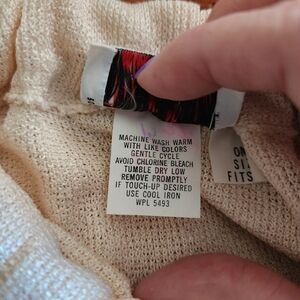 MACHINE WASH WARM
WITH LIKE COLORS
GENTLE CYCLE
AVOID CHLORINE BLEACH
TUMBLE DRY LOW
REMOVE PROMPTLY
IF TOUCH-UP DESIRED
USE COOL IRON
WPL 5493
FITS